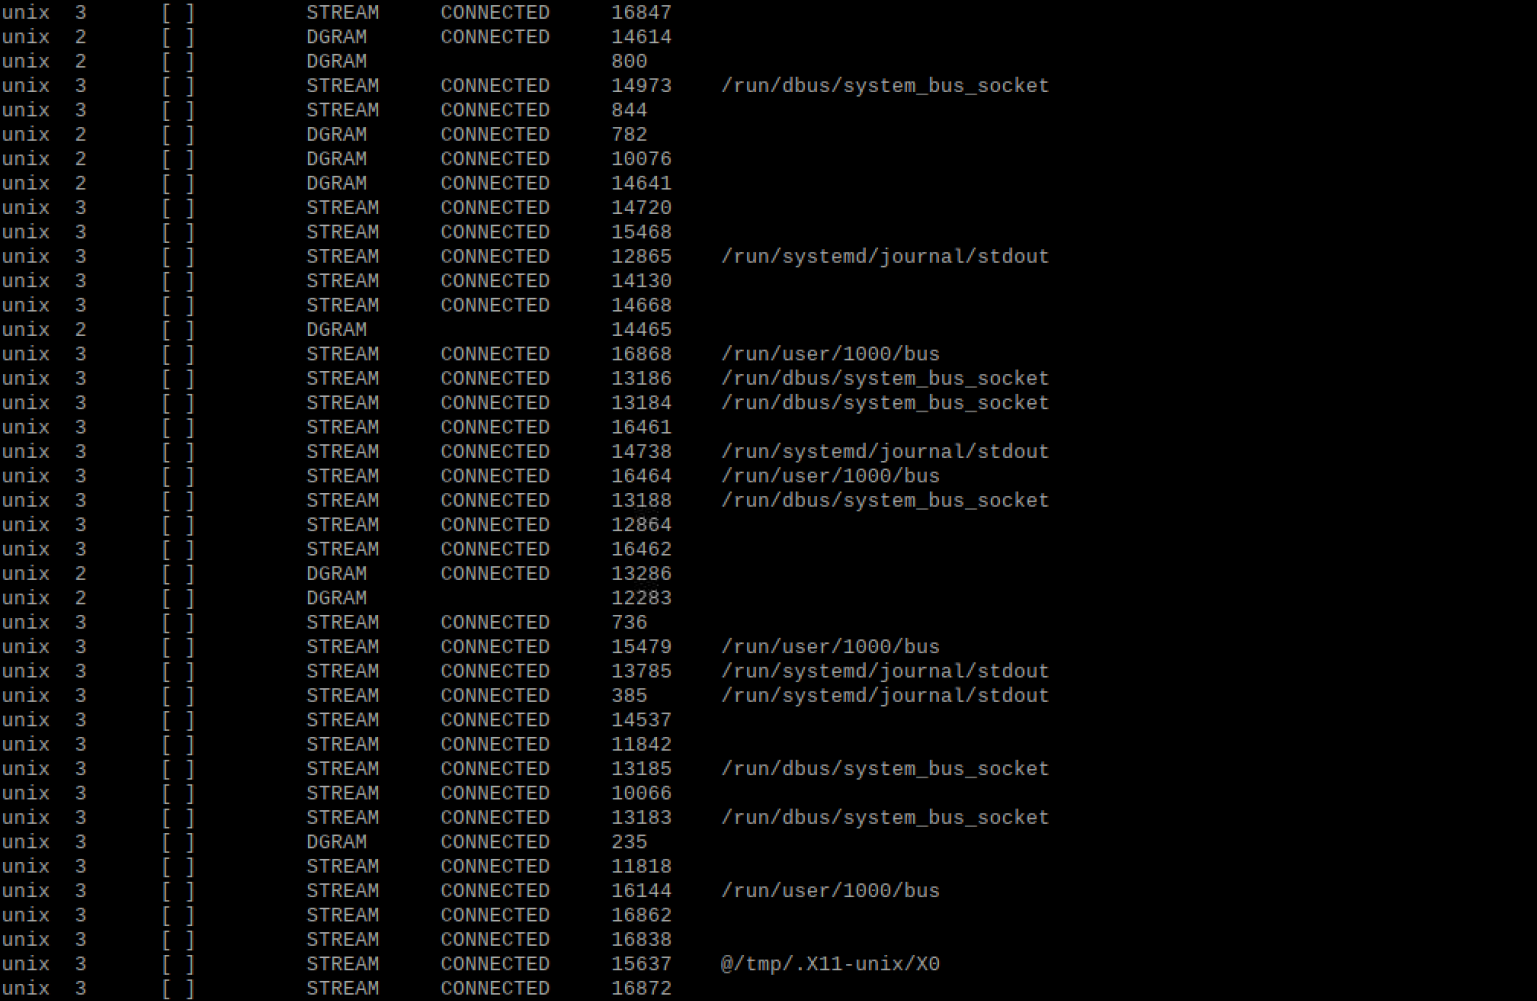 unix 3 [ ] STREAM CONNECTED 16847
unix 2 [ ] DGRAM CONNECTED 14614
unix 2 [ ] DGRAM 800
unix 3 [ ] STREAM CONNECTED 14973 /run/dbus/system_bus_socket
unix 3 [ ] STREAM CONNECTED 844
unix 2 [ ] DGRAM CONNECTED 782
unix 2 [ ] DGRAM CONNECTED 10076
unix 2 [ ] DGRAM CONNECTED 14641
unix 3 [ ] STREAM CONNECTED 14720
unix 3 [ ] STREAM CONNECTED 15468
unix 3 [ ] STREAM CONNECTED 12865 /run/systemd/journal/stdout
unix 3 [ ] STREAM CONNECTED 14130
unix 3 [ ] STREAM CONNECTED 14668
unix 2 [ ] DGRAM 14465
unix 3 [ ] STREAM CONNECTED 16868 /run/user/1000/bus
unix 3 [ ] STREAM CONNECTED 13186 /run/dbus/system_bus_socket
unix 3 [ ] STREAM CONNECTED 13184 /run/dbus/system_bus_socket
unix 3 [ ] STREAM CONNECTED 16461
unix 3 [ ] STREAM CONNECTED 14738 /run/systemd/journal/stdout
unix 3 [ ] STREAM CONNECTED 16464 /run/user/1000/bus
unix 3 [ ] STREAM CONNECTED 13188 /run/dbus/system_bus_socket
unix 3 [ ] STREAM CONNECTED 12864
unix 3 [ ] STREAM CONNECTED 16462
unix 2 [ ] DGRAM CONNECTED 13286
unix 2 [ ] DGRAM 12283
unix 3 [ ] STREAM CONNECTED 736
unix 3 [ ] STREAM CONNECTED 15479 /run/user/1000/bus
unix 3 [ ] STREAM CONNECTED 13785 /run/systemd/journal/stdout
unix 3 [ ] STREAM CONNECTED 385 /run/systemd/journal/stdout
unix 3 [ ] STREAM CONNECTED 14537
unix 3 [ ] STREAM CONNECTED 11842
unix 3 [ ] STREAM CONNECTED 13185 /run/dbus/system_bus_socket
unix 3 [ ] STREAM CONNECTED 10066
unix 3 [ ] STREAM CONNECTED 13183 /run/dbus/system_bus_socket
unix 3 [ ] DGRAM CONNECTED 235
unix 3 [ ] STREAM CONNECTED 11818
unix 3 [ ] STREAM CONNECTED 16144 /run/user/1000/bus
unix 3 [ ] STREAM CONNECTED 16862
unix 3 [ ] STREAM CONNECTED 16838
unix 3 [ ] STREAM CONNECTED 15637 @/tmp/.X11-unix/X0
unix 3 [ ] STREAM CONNECTED 16872